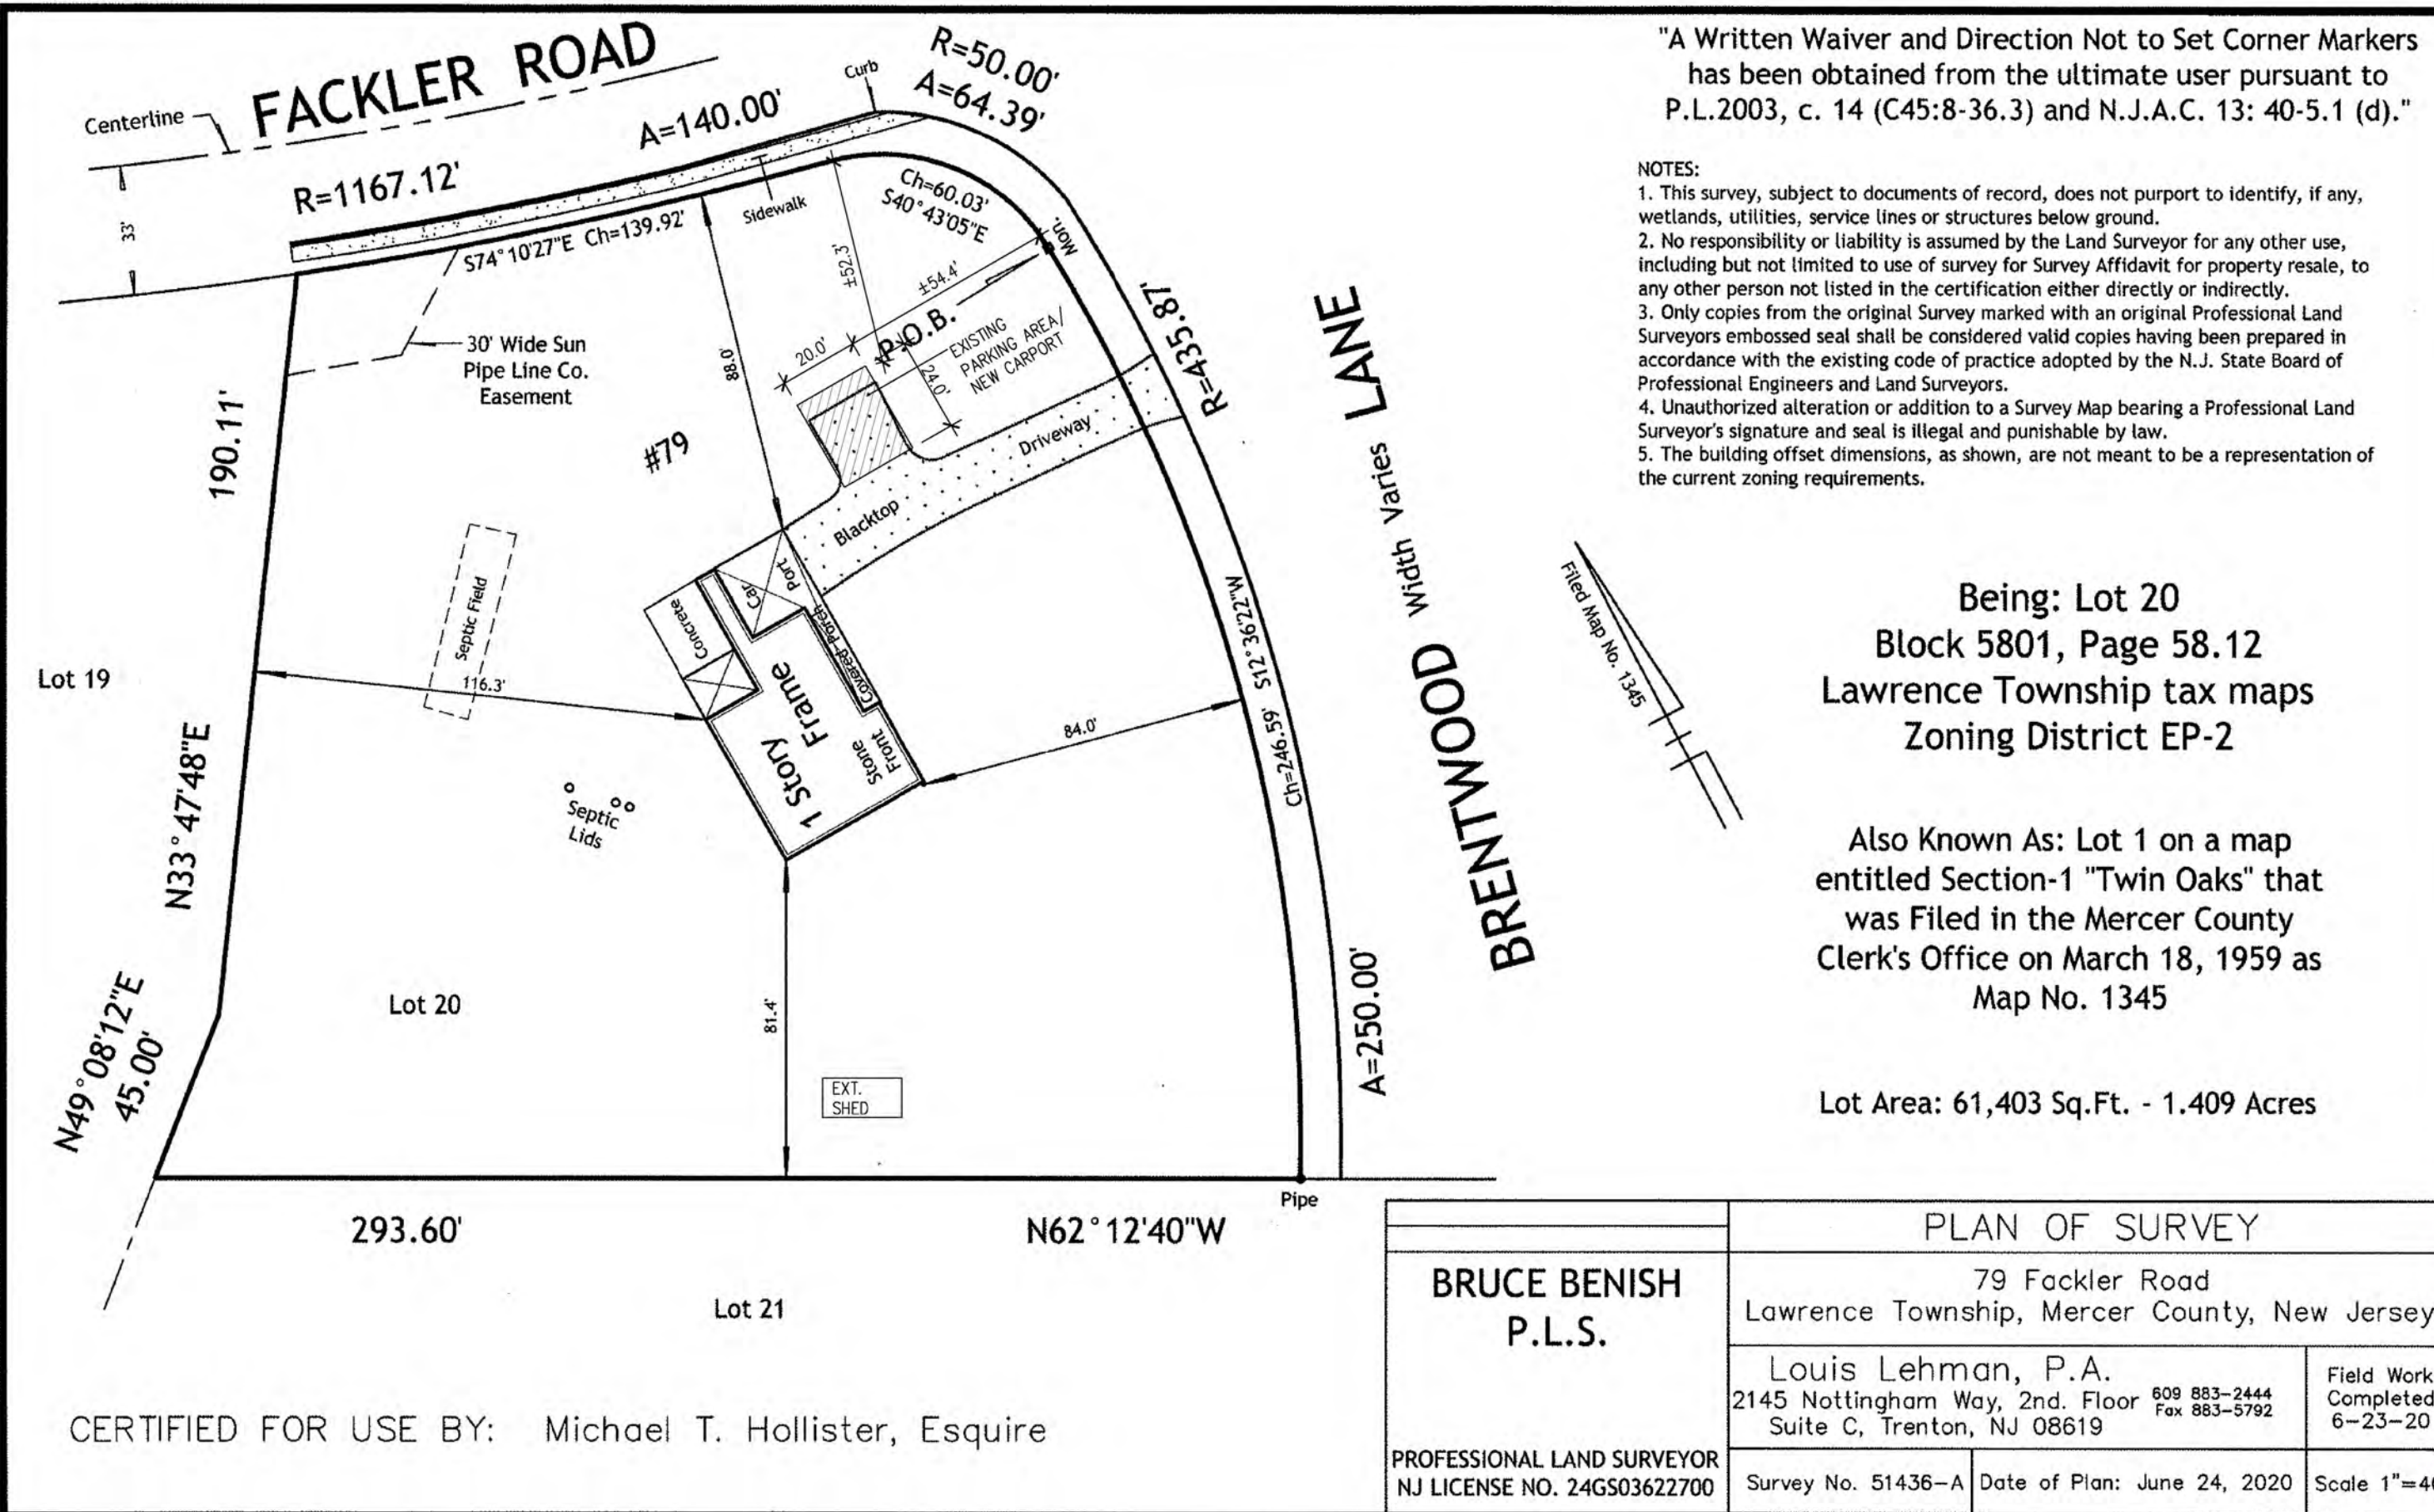 FACKLER ROAD
Centerline
Curb
R=50.00'
A=64.39'
A=140.00'
R=1167.12'
33'
Sidewalk
S74°10'27"E Ch=139.92'
Ch=60.03'
S40°43'05"E
Mon.
±52.3'
±54.4'
P.O.B.
20.0'
24.0'
EXISTING
PARKING AREA/
NEW CARPORT
88.0'
30' Wide Sun
Pipe Line Co.
Easement
190.11'
#79
Driveway
Blacktop
R=435.87'
BRENTWOOD Width Varies LANE
Septic Field
Car
Port
Concrete
Covered Porch
1 Story
Frame
Stone
Front
Lot 19
116.3'
84.0'
S12°36'22"W
Ch=246.59'
N33°47'48"E
Septic
Lids
Lot 20
81.4'
EXT.
SHED
A=250.00'
N49°08'12"E
45.00'
Pipe
293.60'
N62°12'40"W
Lot 21
CERTIFIED FOR USE BY: Michael T. Hollister, Esquire
"A Written Waiver and Direction Not to Set Corner Markers
has been obtained from the ultimate user pursuant to
P.L.2003, c. 14 (C45:8-36.3) and N.J.A.C. 13: 40-5.1 (d)."
NOTES:
1. This survey, subject to documents of record, does not purport to identify, if any,
wetlands, utilities, service lines or structures below ground.
2. No responsibility or liability is assumed by the Land Surveyor for any other use,
including but not limited to use of survey for Survey Affidavit for property resale, to
any other person not listed in the certification either directly or indirectly.
3. Only copies from the original Survey marked with an original Professional Land
Surveyors embossed seal shall be considered valid copies having been prepared in
accordance with the existing code of practice adopted by the N.J. State Board of
Professional Engineers and Land Surveyors.
4. Unauthorized alteration or addition to a Survey Map bearing a Professional Land
Surveyor's signature and seal is illegal and punishable by law.
5. The building offset dimensions, as shown, are not meant to be a representation of
the current zoning requirements.
Filed Map No. 1345
Being: Lot 20
Block 5801, Page 58.12
Lawrence Township tax maps
Zoning District EP-2
Also Known As: Lot 1 on a map
entitled Section-1 "Twin Oaks" that
was Filed in the Mercer County
Clerk's Office on March 18, 1959 as
Map No. 1345
Lot Area: 61,403 Sq.Ft. - 1.409 Acres
BRUCE BENISH
P.L.S.
PROFESSIONAL LAND SURVEYOR
NJ LICENSE NO. 24GS03622700
PLAN OF SURVEY
79 Fackler Road
Lawrence Township, Mercer County, New Jersey
Louis Lehman, P.A.
2145 Nottingham Way, 2nd. Floor 609 883-2444
Fax 883-5792
Suite C, Trenton, NJ 08619
Field Work
Completed
6-23-20
Survey No. 51436-A
Date of Plan: June 24, 2020
Scale 1"=4